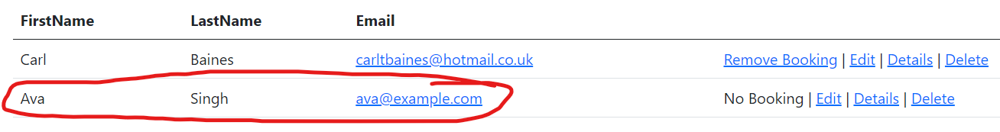 FirstName LastName Email
Carl Baines carltbaines@hotmail.co.uk Remove Booking | Edit | Details | Delete
Ava Singh ava@example.com No Booking | Edit | Details | Delete